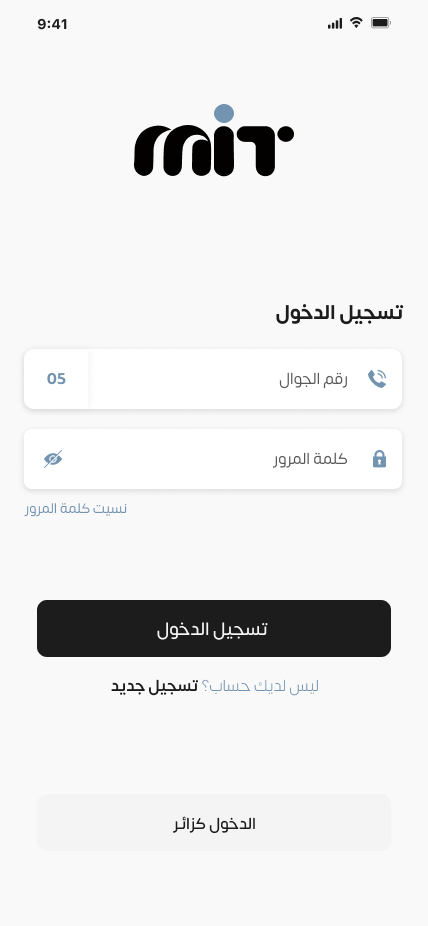 9:41
miT
تسجيل الدخول
رقم الجوال 05
كلمة المرور
نسيت كلمة المرور
تسجيل الدخول
ليس لديك حساب؟ تسجيل جديد
الدخول كزائر